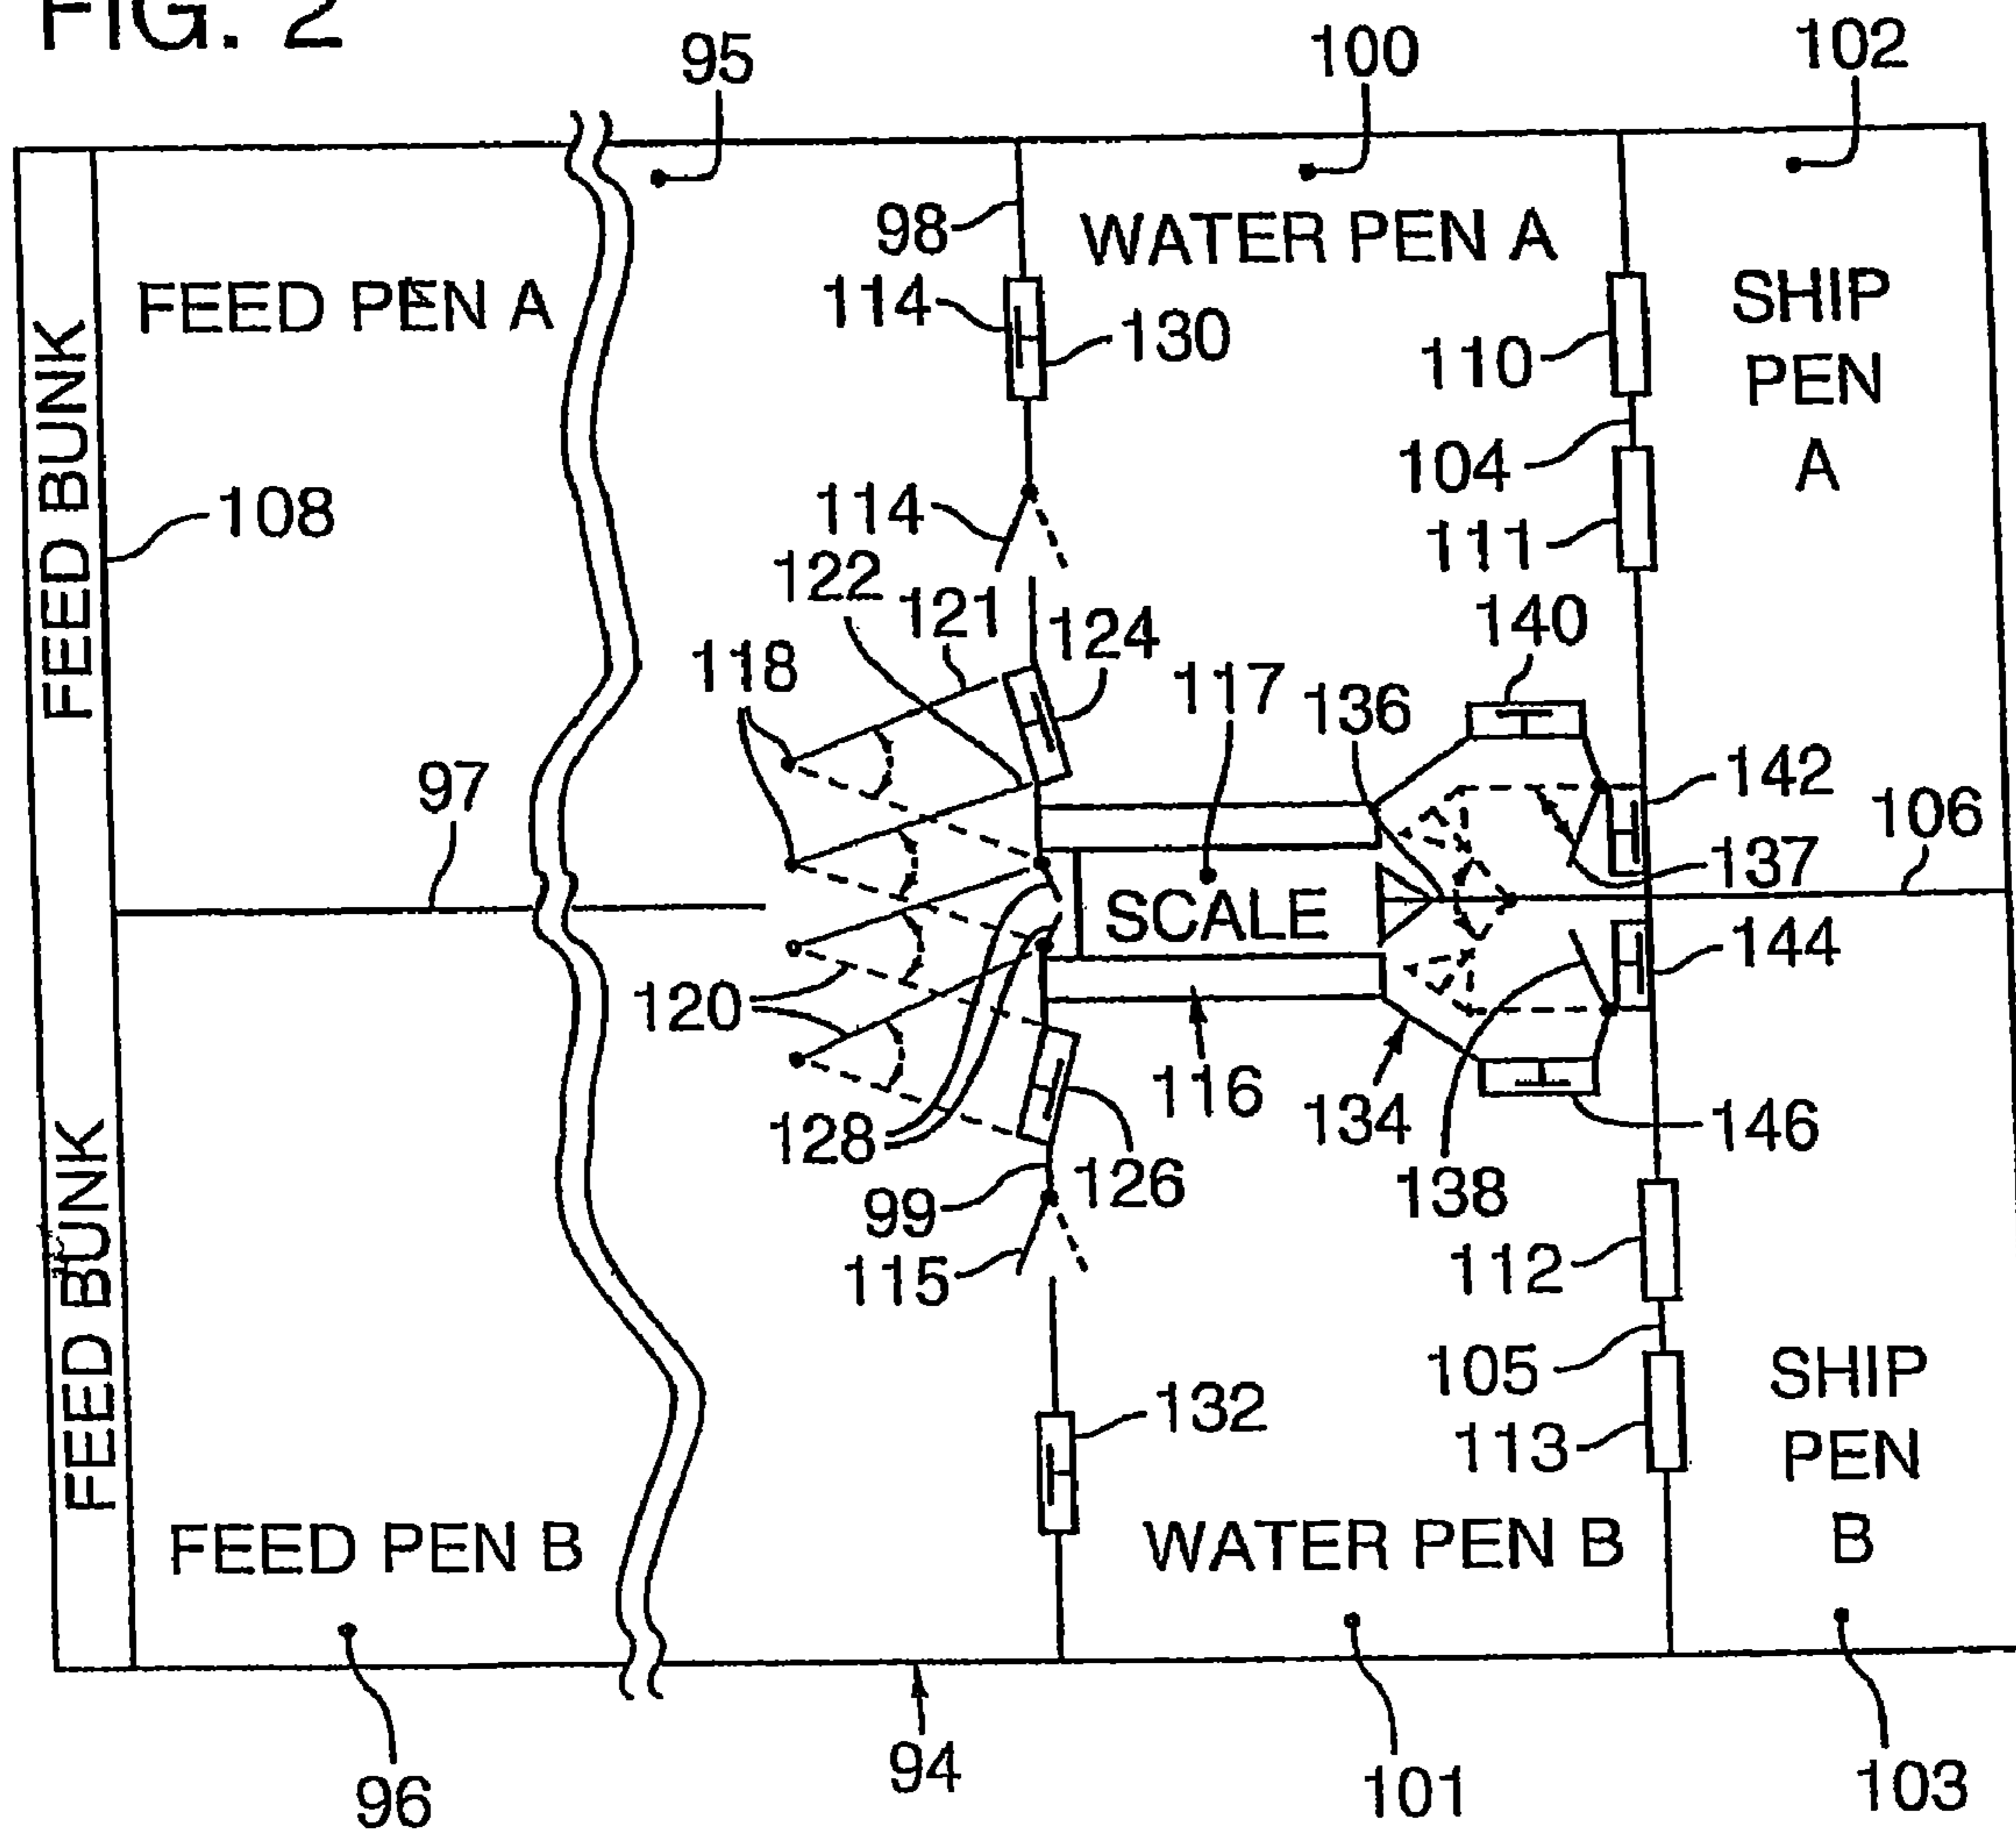 FIG. 2
95
100
102
98
WATER PEN A
114
130
FEED PEN A
SHIP
PEN
A
110
104
111
FEED BUNK
108
114
122
121
124
118
117
136
140
142
97
106
137
SCALE
144
120
128
116
134
138
146
99
126
115
112
105
113
132
FEED BUNK
SHIP
PEN
B
FEED PEN B
WATER PEN B
96
94
101
103